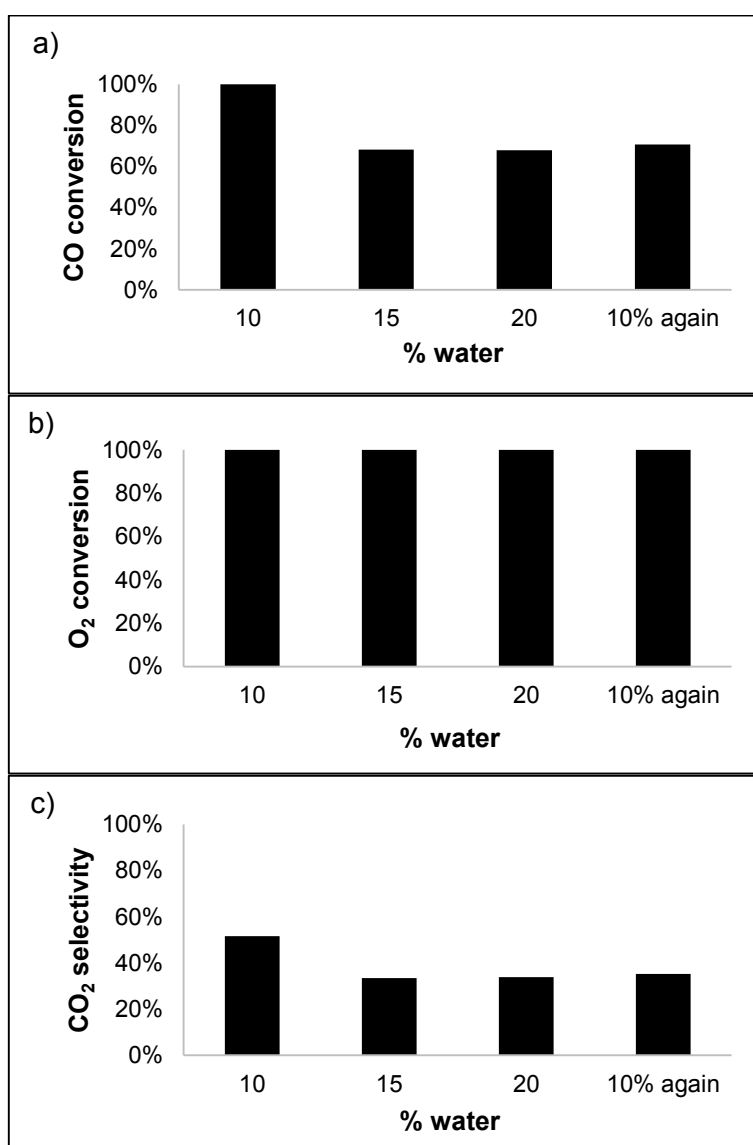 a)
CO conversion
100%
80%
60%
40%
20%
0%
10 15 20 10% again
% water
b)
O₂ conversion
100%
80%
60%
40%
20%
0%
10 15 20 10% again
% water
c)
CO₂ selectivity
100%
80%
60%
40%
20%
0%
10 15 20 10% again
% water